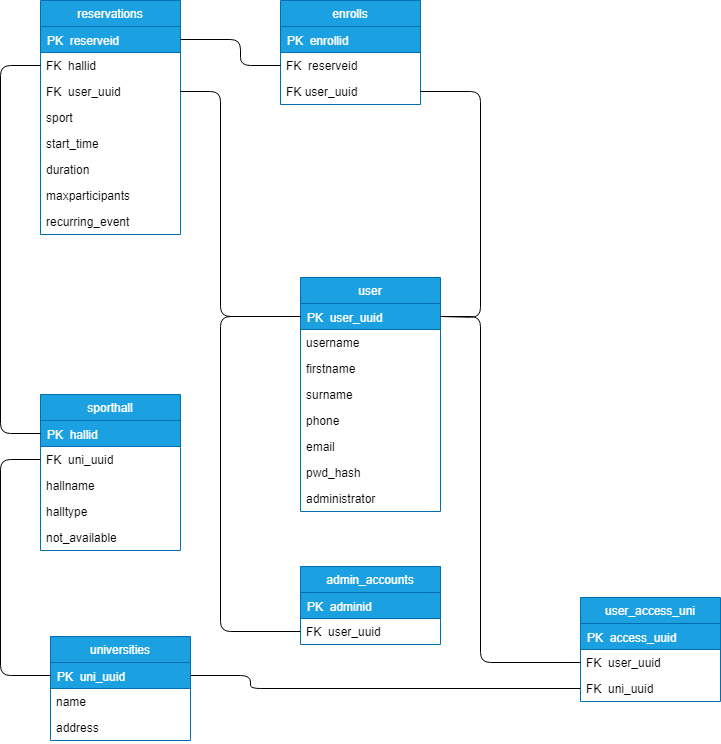 reservations
PK reserveid
FK hallid
FK user_uuid
sport
start_time
duration
maxparticipants
recurring_event
enrolls
PK enrollid
FK reserveid
FK user_uuid
user
PK user_uuid
username
firstname
surname
phone
email
pwd_hash
administrator
sporthall
PK hallid
FK uni_uuid
hallname
halltype
not_available
admin_accounts
PK adminid
FK user_uuid
user_access_uni
PK access_uuid
FK user_uuid
FK uni_uuid
universities
PK uni_uuid
name
address